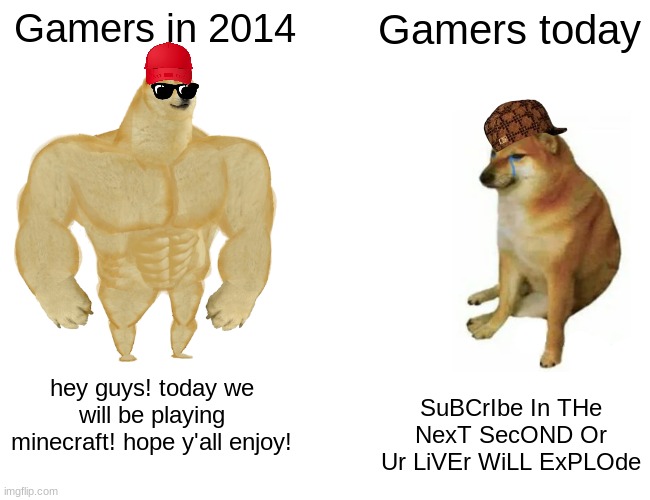 Gamers in 2014
Gamers today
hey guys! today we
will be playing
minecraft! hope y'all enjoy!
SuBCrIbe In THe
NexT SecOND Or
Ur LiVEr WiLL ExPLOde
imgflip.com